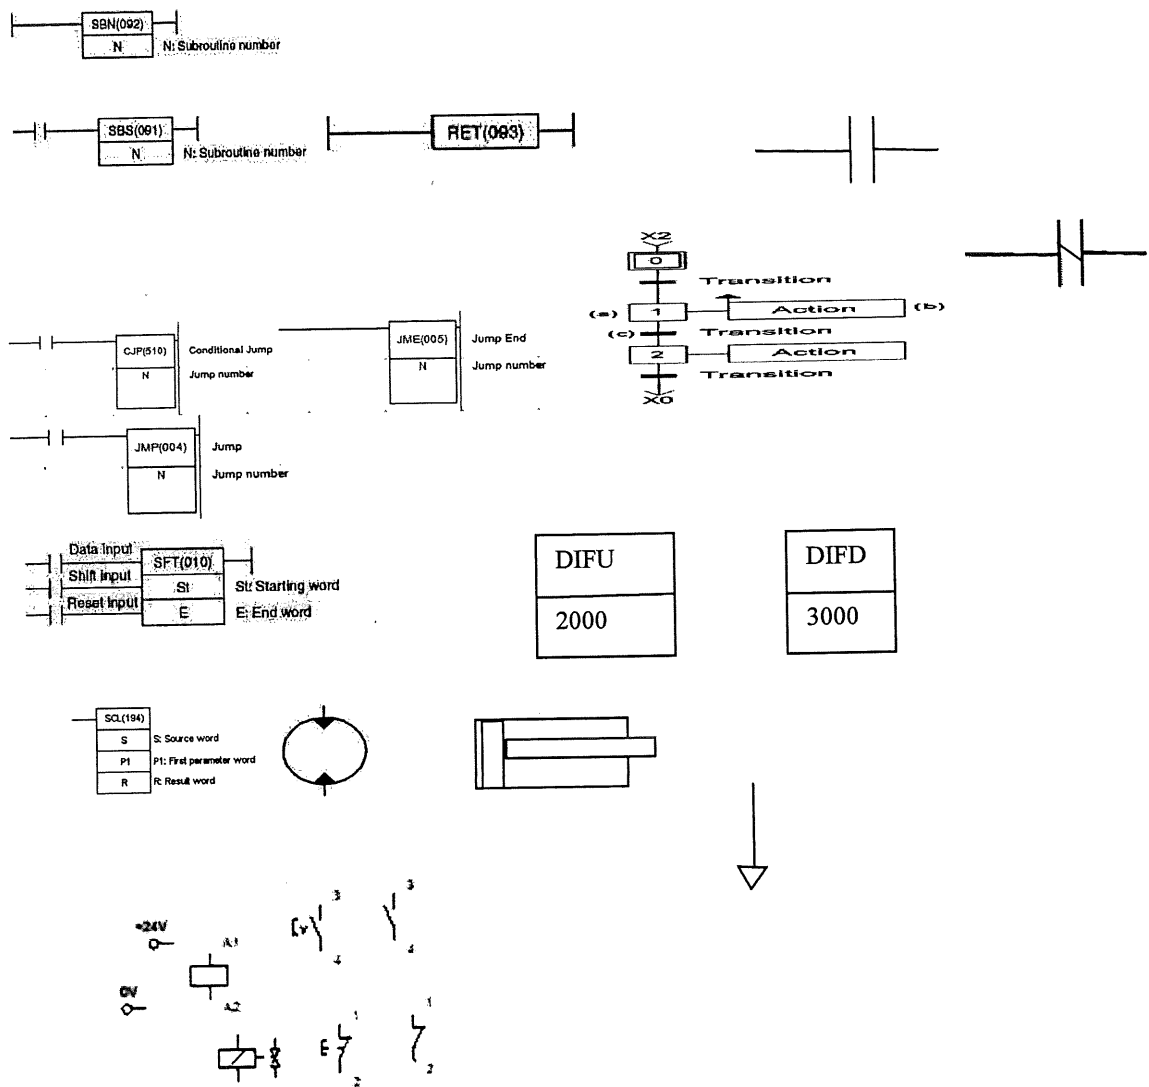 SBN(092)
N N: Subroutine number
SBS(091)
N N: Subroutine number
RET(093)
X2
0
Transition
(a) 1 Action (b)
(c) Transition
2 Action
Transition
X0
CJP(510) Conditional Jump
N Jump number
JME(005) Jump End
N Jump number
JMP(004) Jump
N Jump number
Data input
SFT(010)
Shift input
St St: Starting word
Reset input
E E: End word
DIFU
2000
DIFD
3000
SCL(194)
S S: Source word
P1 P1: First parameter word
R R: Result word
+24V
A1
0V
A2
3
4
3
4
1
2
1
2